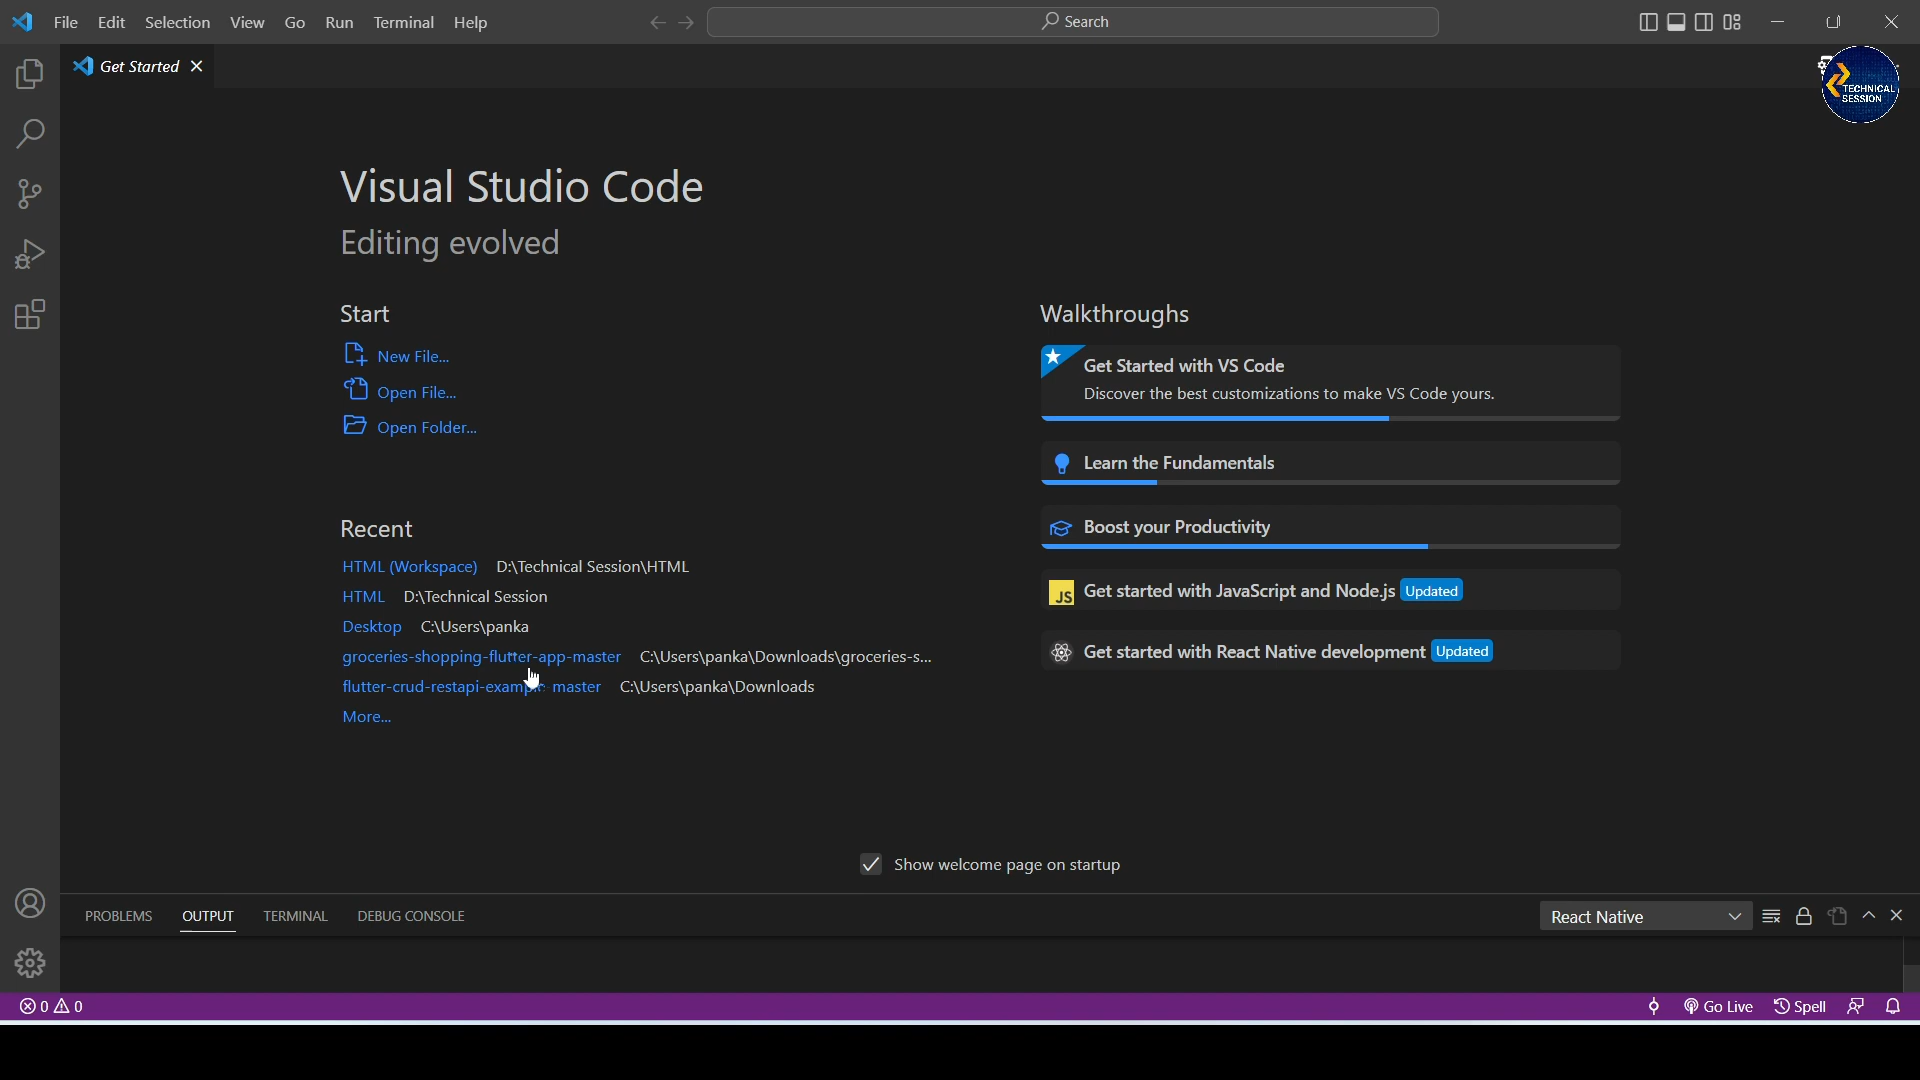 File Edit Selection View Go Run Terminal Help
Search
Get Started
TECHNICAL
SESSION
Visual Studio Code
Editing evolved
Start
New File...
Open File...
Open Folder...
Recent
HTML (Workspace) D:\Technical Session\HTML
HTML D:\Technical Session
Desktop C:\Users\panka
groceries-shopping-flutter-app-master C:\Users\panka\Downloads\groceries-s...
flutter-crud-restapi-example-master C:\Users\panka\Downloads
More...
Walkthroughs
Get Started with VS Code
Discover the best customizations to make VS Code yours.
Learn the Fundamentals
Boost your Productivity
JS Get started with JavaScript and Node.js Updated
Get started with React Native development Updated
Show welcome page on startup
PROBLEMS OUTPUT TERMINAL DEBUG CONSOLE React Native
0 0 Go Live Spell